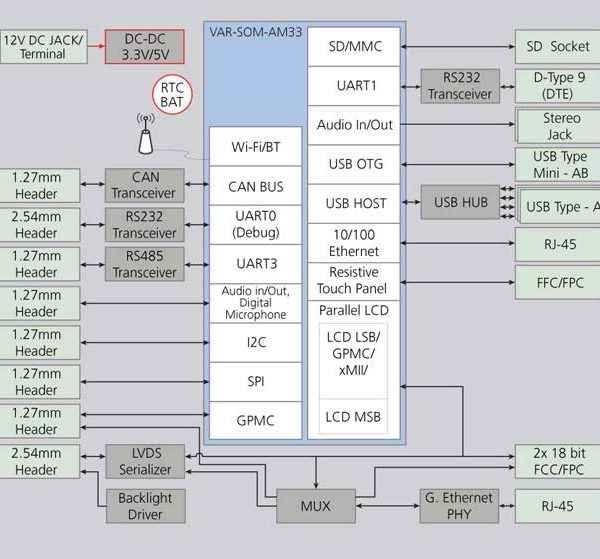 12V DC JACK/
Terminal
DC-DC
3.3V/5V
RTC
BAT
VAR-SOM-AM33
Wi-Fi/BT
CAN BUS
UART0
(Debug)
UART3
Audio in/Out,
Digital
Microphone
I2C
SPI
GPMC
SD/MMC
UART1
Audio In/Out
USB OTG
USB HOST
10/100
Ethernet
Resistive
Touch Panel
Parallel LCD
LCD LSB/
GPMC/
xMII/
LCD MSB
1.27mm
Header
CAN
Transceiver
2.54mm
Header
RS232
Transceiver
1.27mm
Header
RS485
Transceiver
1.27mm
Header
1.27mm
Header
1.27mm
Header
1.27mm
Header
2.54mm
Header
LVDS
Serializer
Backlight
Driver
MUX
G. Ethernet
PHY
SD Socket
RS232
Transceiver
D-Type 9
(DTE)
Stereo
Jack
USB Type
Mini - AB
USB HUB
USB Type - A
RJ-45
FFC/FPC
2x 18 bit
FCC/FPC
RJ-45